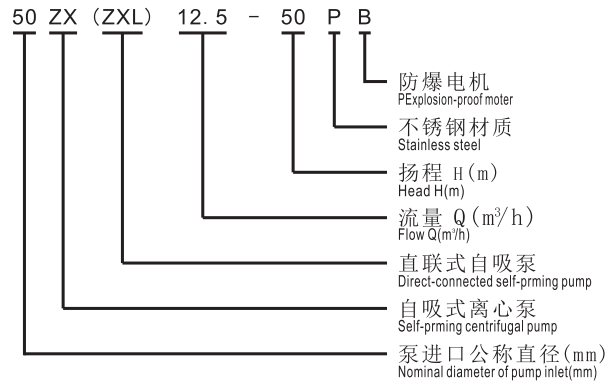 50 ZX (ZXL) 12.5 - 50 P B
防爆电机
PExplosion-proof moter
不锈钢材质
Stainless steel
扬程 H(m)
Head H(m)
流量 Q(m³/h)
Flow Q(m³/h)
直联式自吸泵
Direct-connected self-prming pump
自吸式离心泵
Self-prming centrifugal pump
泵进口公称直径(mm)
Nominal diameter of pump inlet(mm)